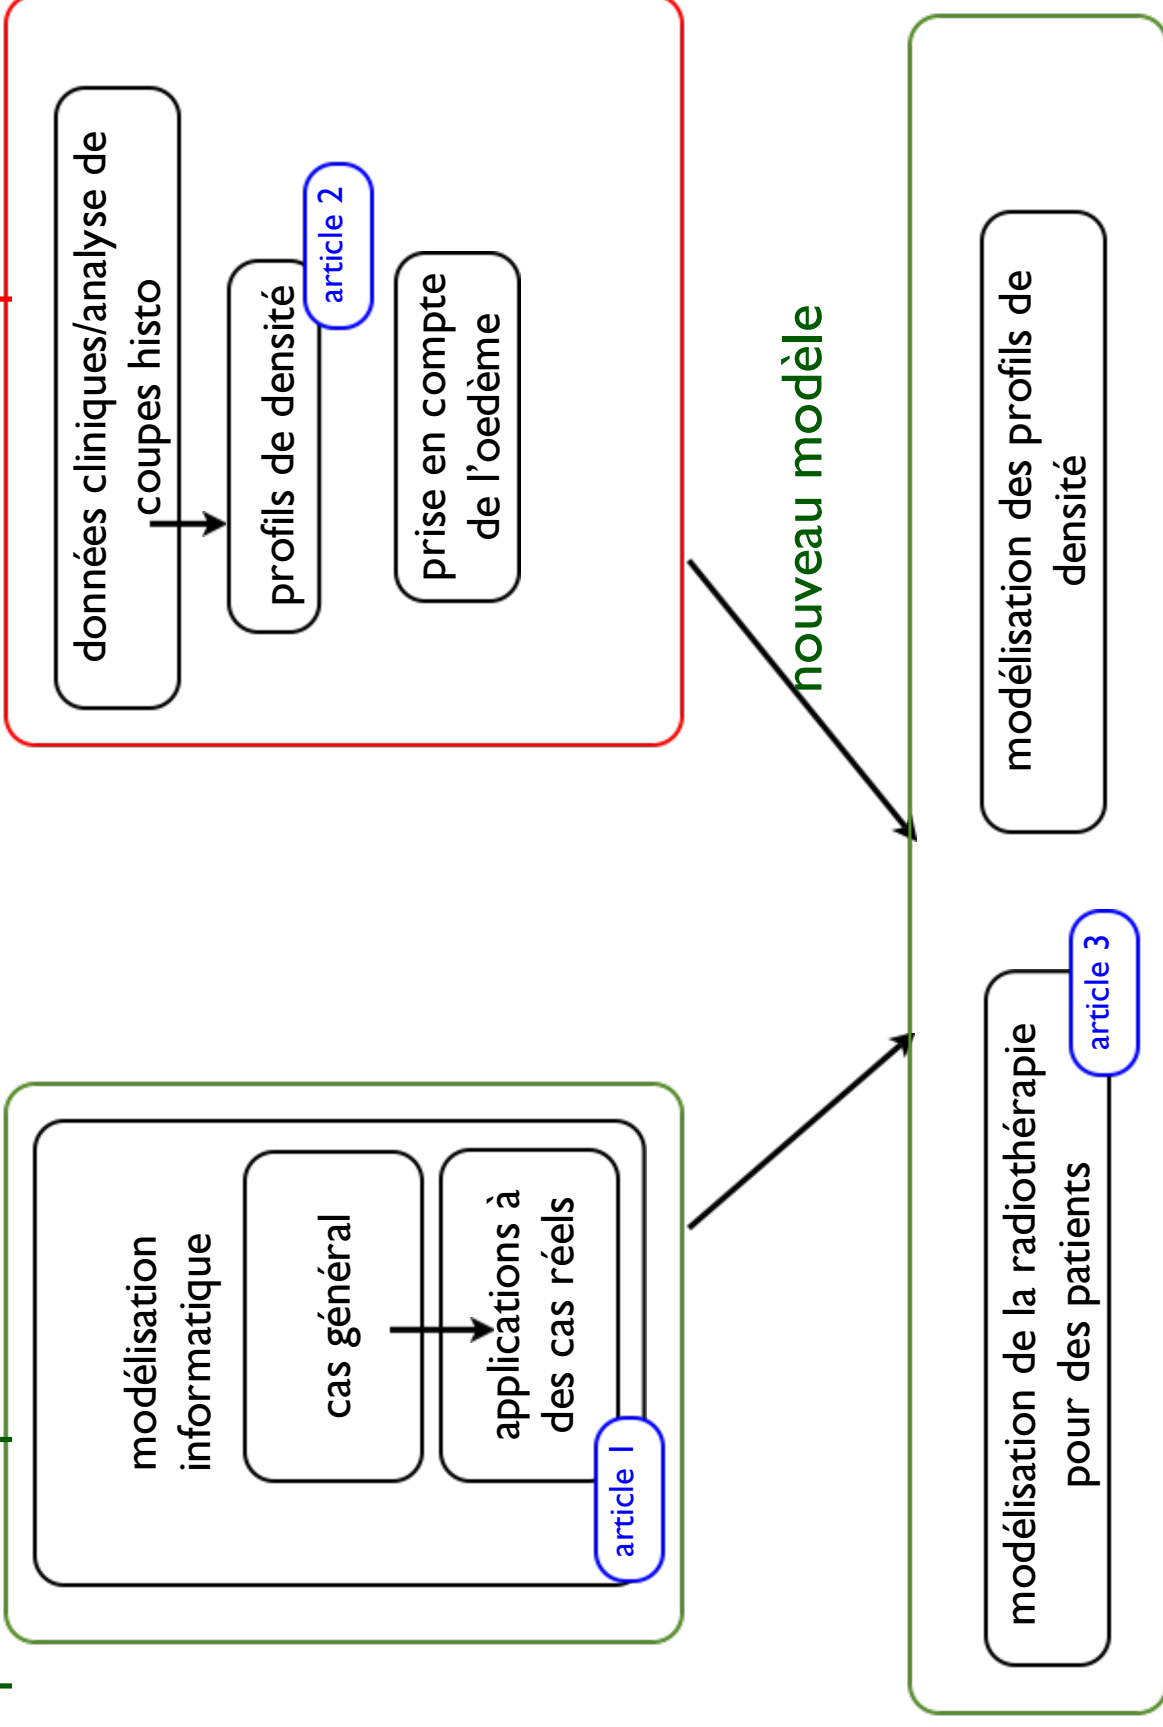 modélisation
informatique
cas général
applications à
des cas réels
article 1
données cliniques/analyse de
coupes histo
profils de densité
article 2
prise en compte
de l'oedème
nouveau modèle
modélisation de la radiothérapie
pour des patients
article 3
modélisation des profils de
densité